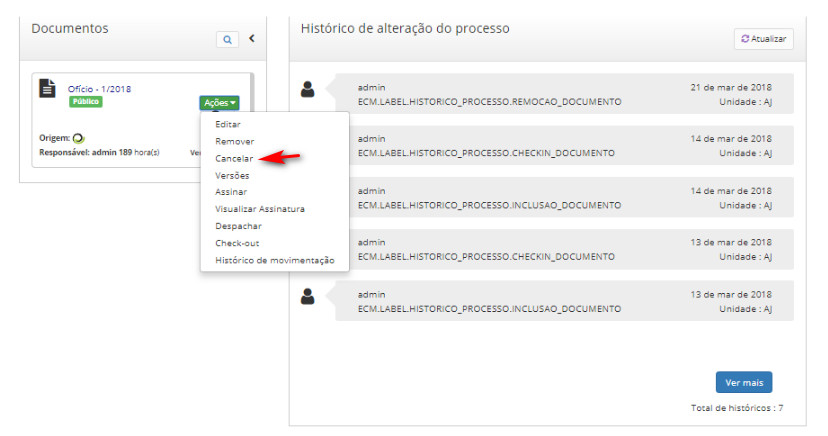 Documentos
Ofício - 1/2018
Público
Ações
Origem:
Responsável: admin 189 hora(s)
Editar
Remover
Cancelar
Versões
Assinar
Visualizar Assinatura
Despachar
Check-out
Histórico de movimentação
Histórico de alteração do processo
Atualizar
admin
21 de mar de 2018
ECM.LABEL.HISTORICO_PROCESSO.REMOCAO_DOCUMENTO
Unidade : AJ
admin
14 de mar de 2018
ECM.LABEL.HISTORICO_PROCESSO.CHECKIN_DOCUMENTO
Unidade : AJ
admin
14 de mar de 2018
ECM.LABEL.HISTORICO_PROCESSO.INCLUSAO_DOCUMENTO
Unidade : AJ
admin
13 de mar de 2018
ECM.LABEL.HISTORICO_PROCESSO.CHECKIN_DOCUMENTO
Unidade : AJ
admin
13 de mar de 2018
ECM.LABEL.HISTORICO_PROCESSO.INCLUSAO_DOCUMENTO
Unidade : AJ
Ver mais
Total de históricos : 7